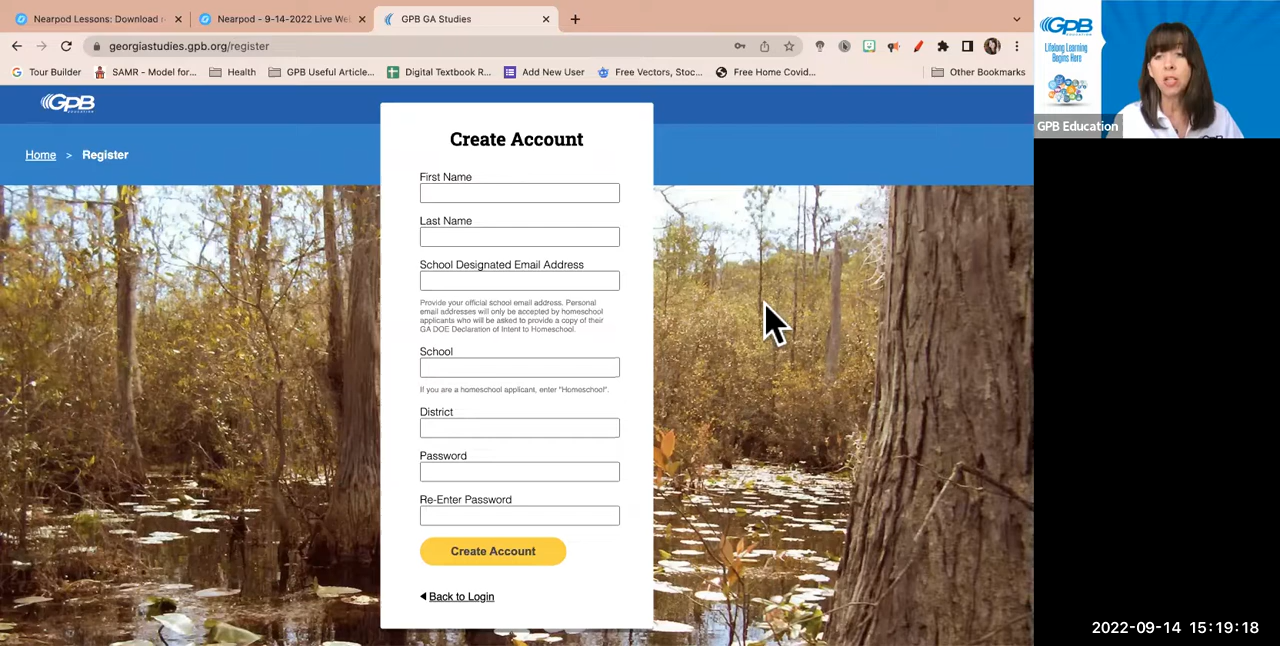 Nearpod Lessons: Download r
Nearpod - 9-14-2022 Live We
GPB GA Studies
georgiastudies.gpb.org/register
Tour Builder
SAMR - Model for...
Health
GPB Useful Article...
Digital Textbook R...
Add New User
Free Vectors, Stoc...
Free Home Covid...
Other Bookmarks
GPB
EDUCATION
Lifelong Learning
Begins Here
GPB Education
GPB
EDUCATION
Home > Register
Create Account
First Name
Last Name
School Designated Email Address
Provide your official school email address. Personal
email addresses will only be accepted by homeschool
applicants who will be asked to provide a copy of their
GA DOE Declaration of Intent to Homeschool.
School
If you are a homeschool applicant, enter "Homeschool".
District
Password
Re-Enter Password
Create Account
Back to Login
2022-09-14 15:19:18